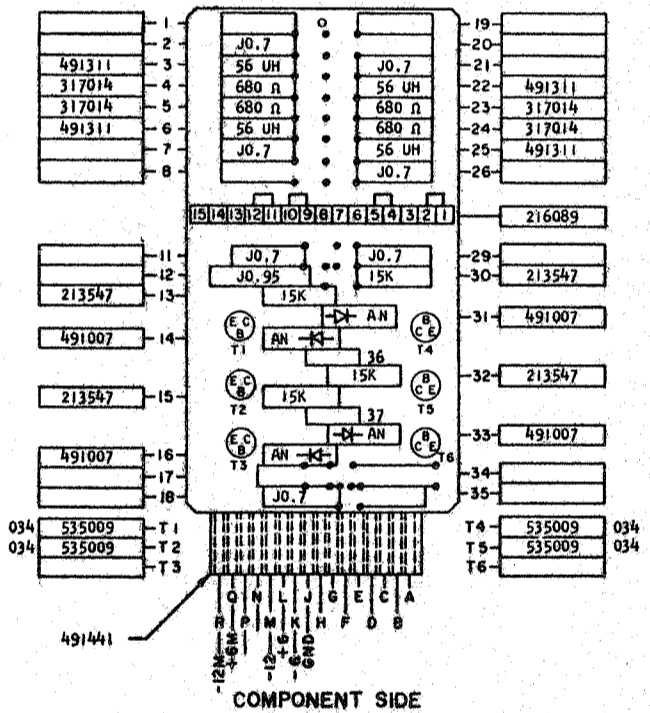 1 19
2 J0.7 20
491311 3 56 UH J0.7 21
317014 4 680 Ω 56 UH 22 491311
317014 5 680 Ω 680 Ω 23 317014
491311 6 56 UH 680 Ω 24 317014
7 J0.7 56 UH 25 491311
8 J0.7 26
15 14 13 12 11 10 9 8 7 6 5 4 3 2 1 216089
11 J0.7 J0.7 29
12 J0.95 15K 30 213547
213547 13 15K
AN 31 491007
E C B B C E
491007 14 AN
T1 T4
36
15K 32 213547
E C B B C E
213547 15 15K
T2 T5
37
AN 33 491007
E C B B C E
491007 16 AN
T3 T6
17 34
18 J0.7 35
034 535009 T1 T4 535009 034
034 535009 T2 T5 535009 034
T3 T6
491441
R Q P N M L K J H G F E D C B A
-12M +6M -12 +6 -6 GND
COMPONENT SIDE